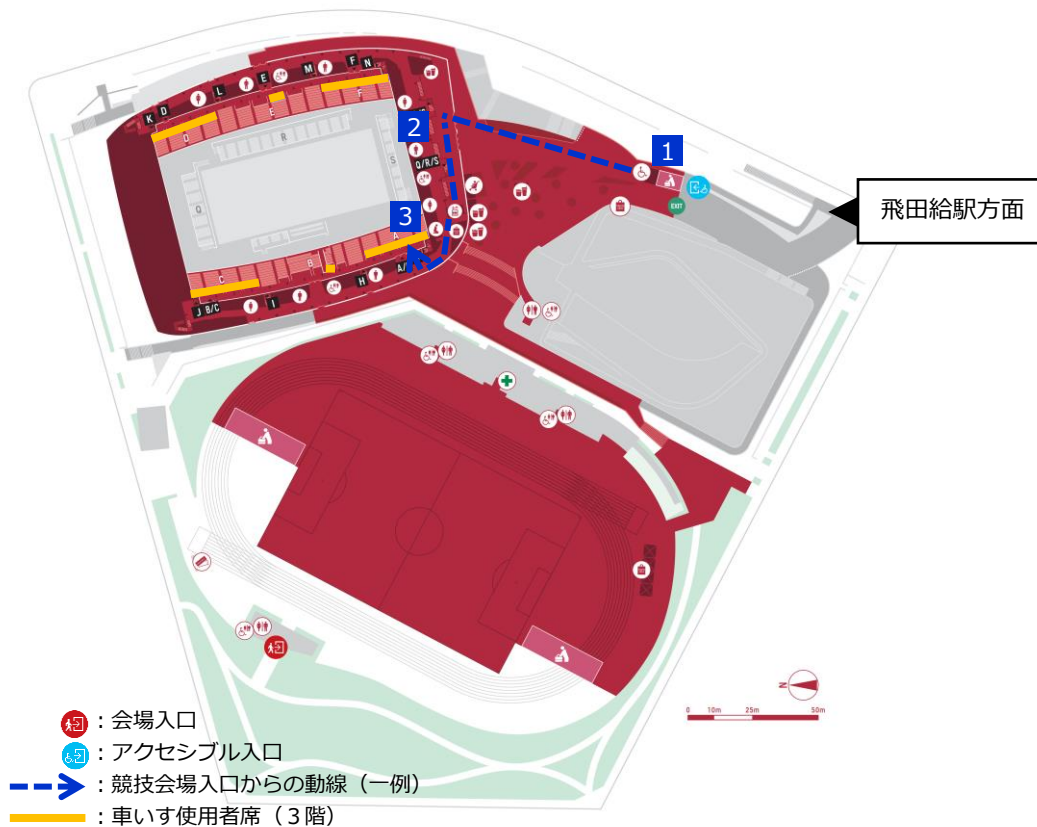 K
D
L
E
M
F
N
D
E
F
1
2
Q/R/S
R
S
Q
3
EXIT
飛田給駅方面
A
B
C
A/
H
I
J B/C
N
0 10m 25m 50m
：会場入口
：アクセシブル入口
：競技会場入口からの動線（一例）
：車いす使用者席（３階）